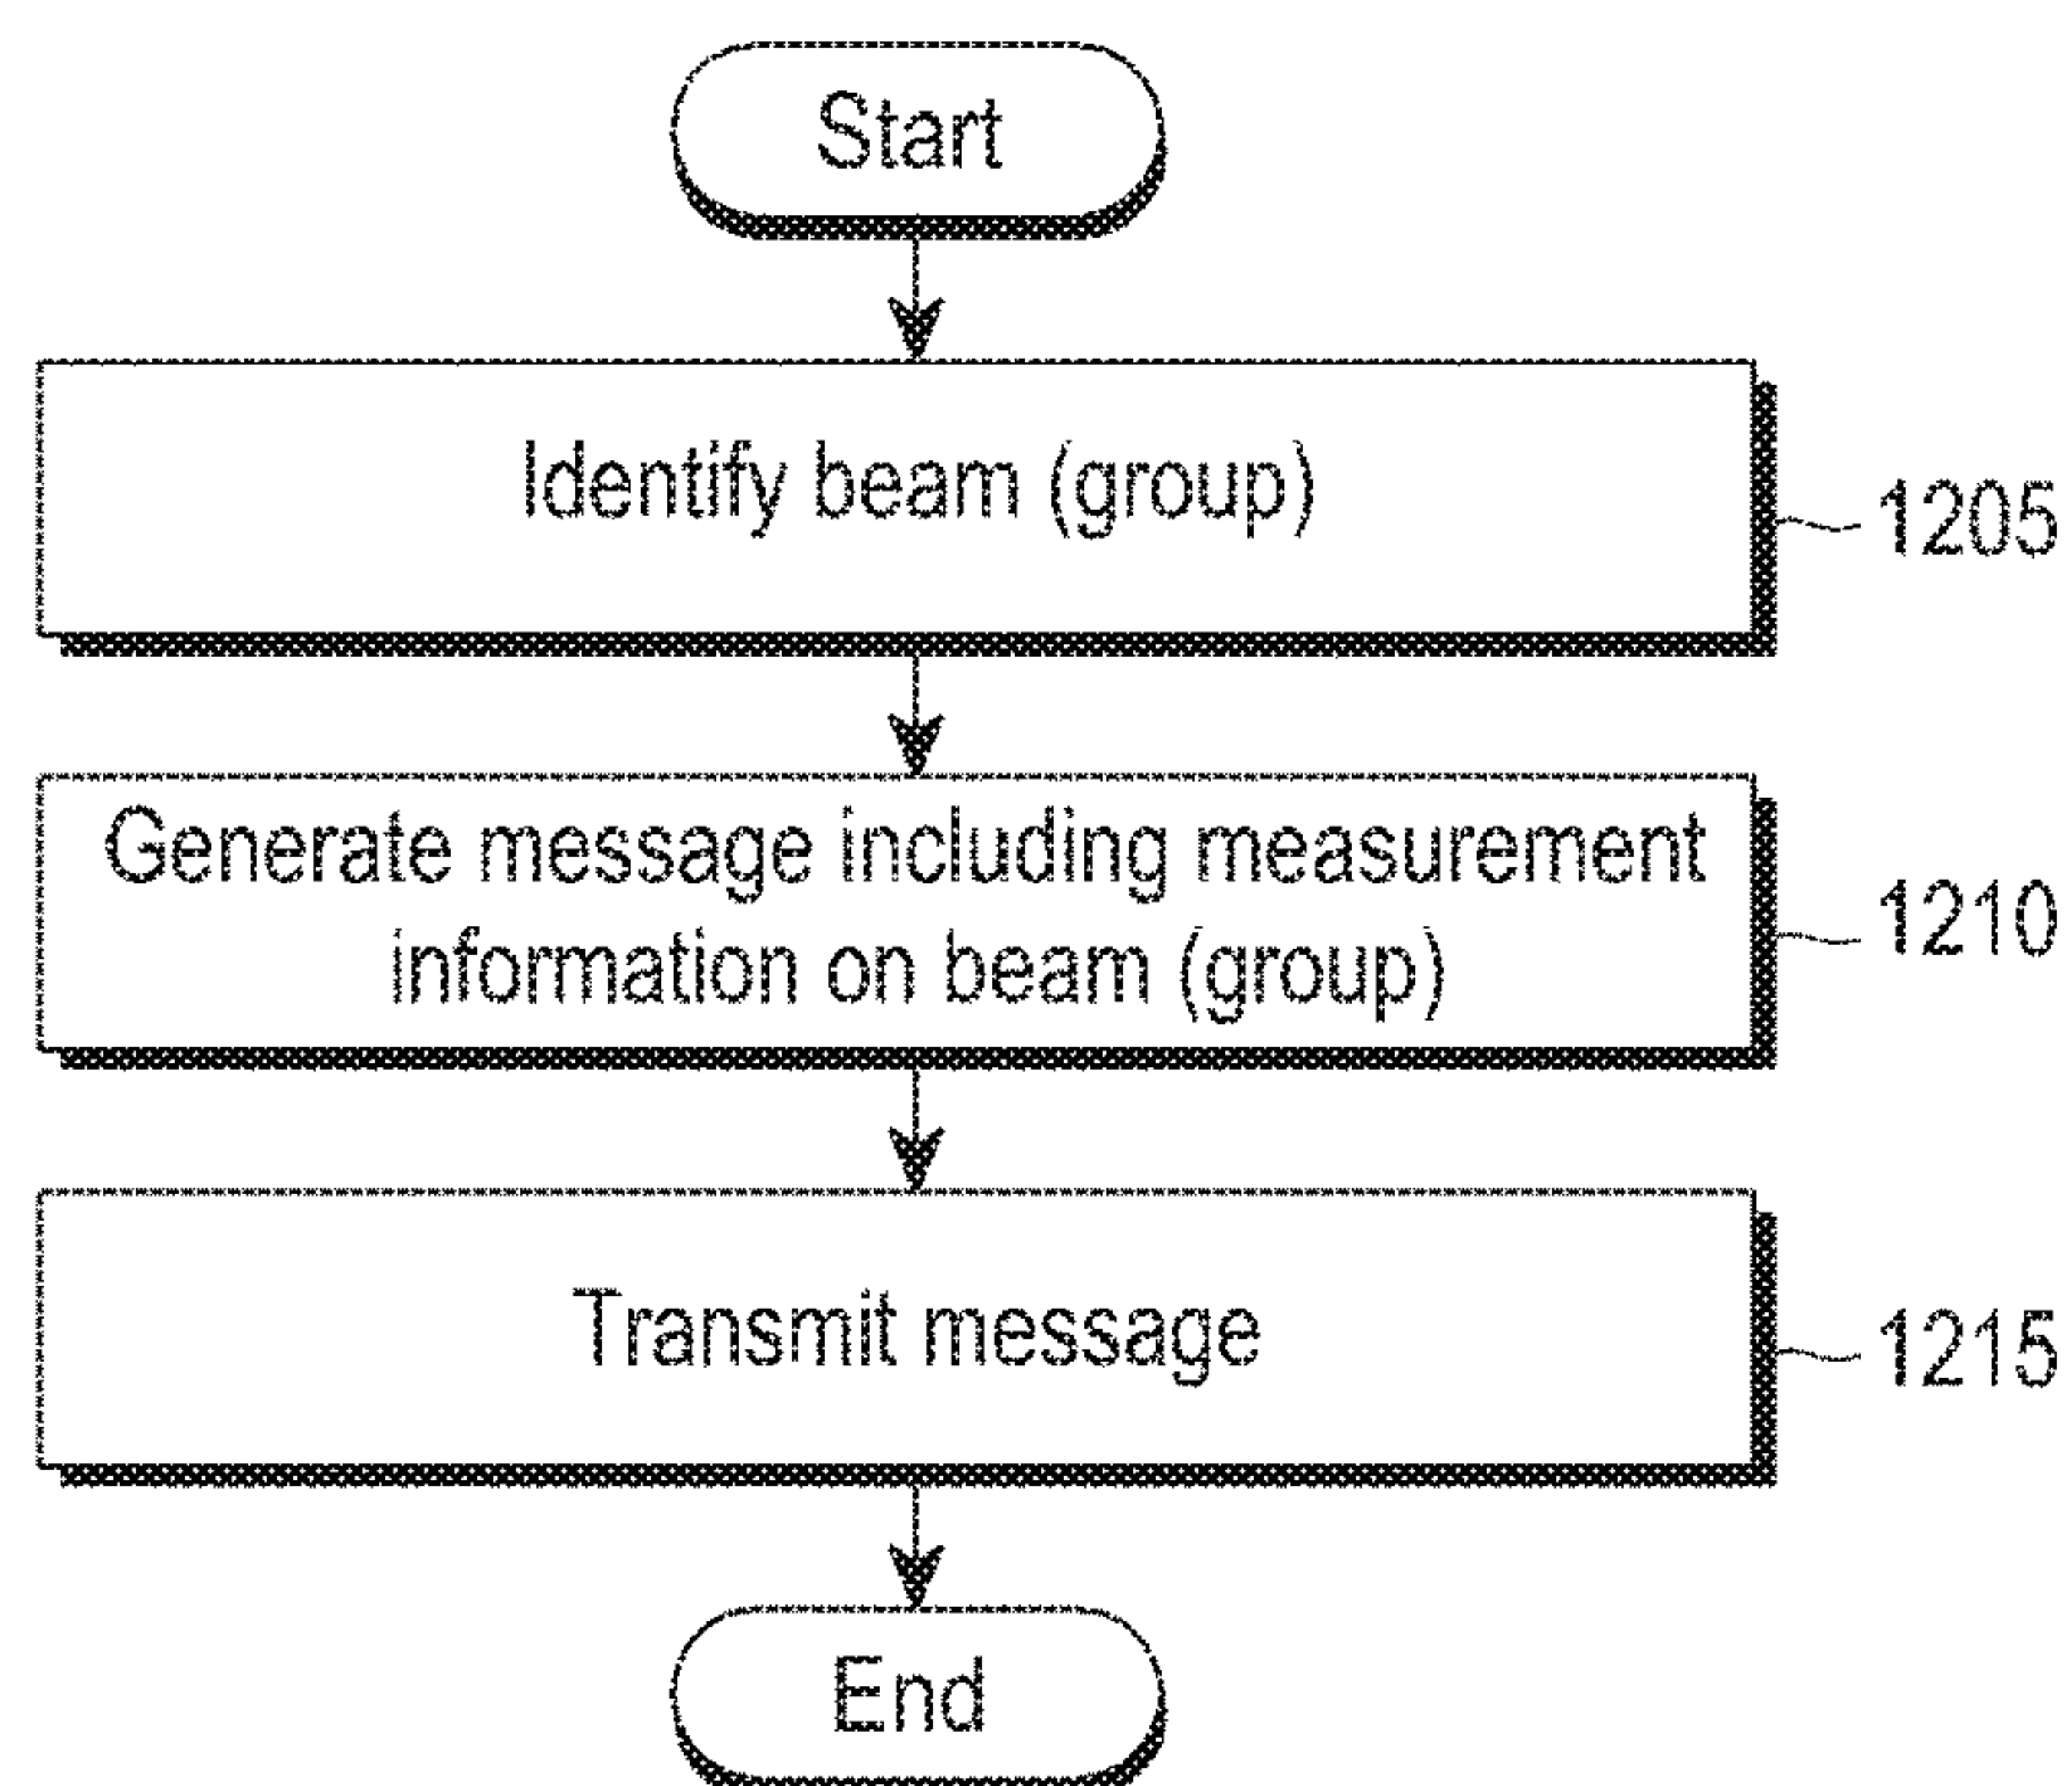 Start
Identify beam (group)
1205
Generate message including measurement
information on beam (group)
1210
Transmit message
1215
End